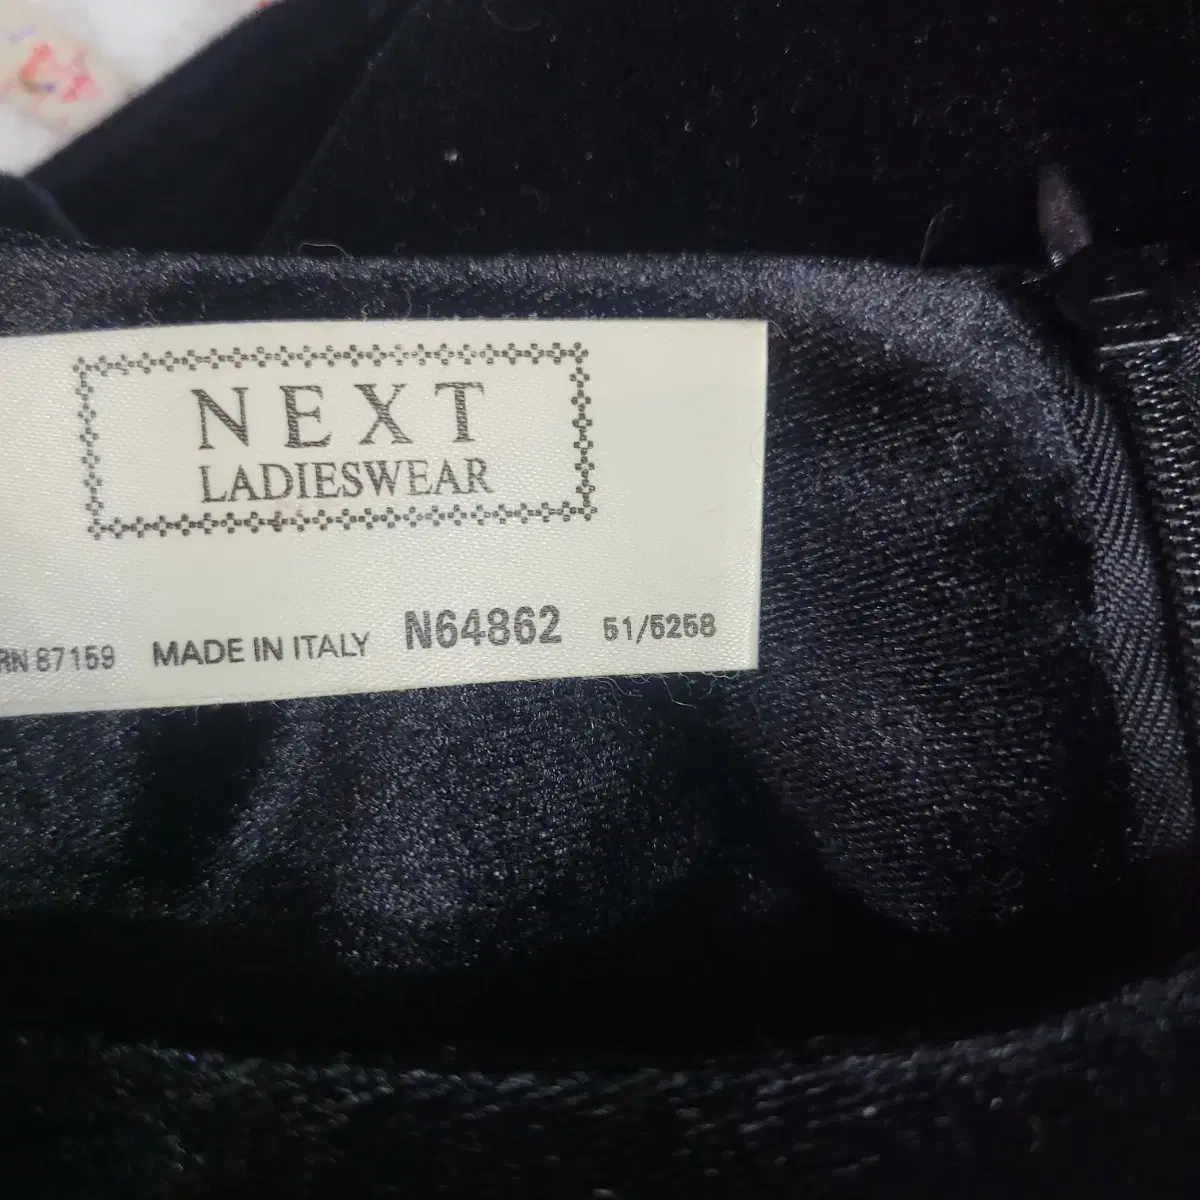 NEXT
LADIESWEAR
RN 87159 MADE IN ITALY N64862 51/5258